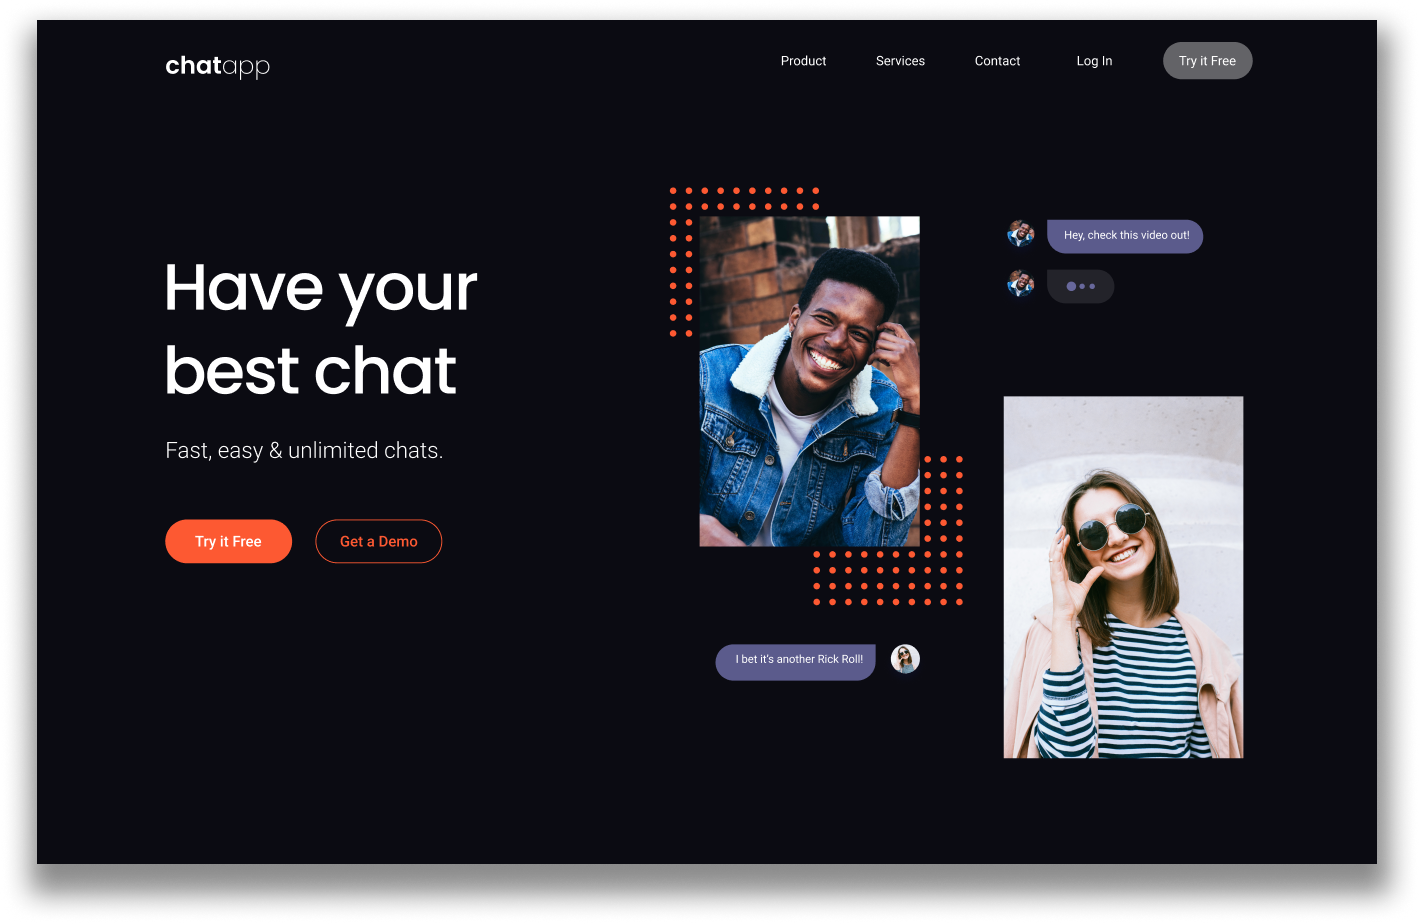 chatapp
Product Services Contact Log In Try it Free
Have your
best chat
Fast, easy & unlimited chats.
Try it Free Get a Demo
Hey, check this video out!
I bet it's another Rick Roll!